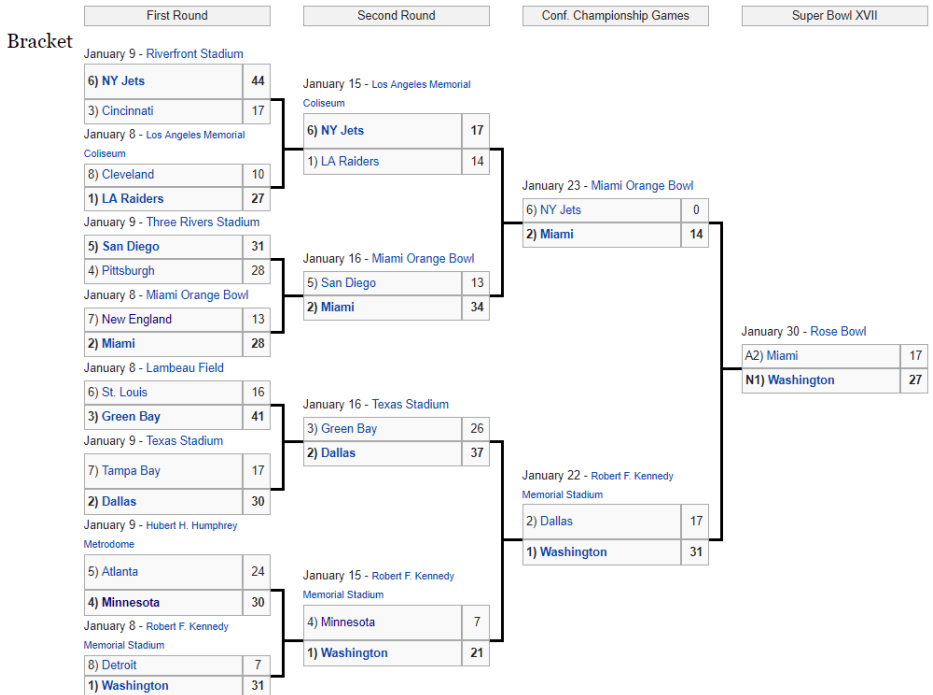 First Round
Second Round
Conf. Championship Games
Super Bowl XVII
Bracket
January 9 - Riverfront Stadium
6) NY Jets 44
3) Cincinnati 17
January 8 - Los Angeles Memorial
Coliseum
8) Cleveland 10
1) LA Raiders 27
January 9 - Three Rivers Stadium
5) San Diego 31
4) Pittsburgh 28
January 8 - Miami Orange Bowl
7) New England 13
2) Miami 28
January 8 - Lambeau Field
6) St. Louis 16
3) Green Bay 41
January 9 - Texas Stadium
7) Tampa Bay 17
2) Dallas 30
January 9 - Hubert H. Humphrey
Metrodome
5) Atlanta 24
4) Minnesota 30
January 8 - Robert F. Kennedy
Memorial Stadium
8) Detroit 7
1) Washington 31
January 15 - Los Angeles Memorial
Coliseum
6) NY Jets 17
1) LA Raiders 14
January 16 - Miami Orange Bowl
5) San Diego 13
2) Miami 34
January 16 - Texas Stadium
3) Green Bay 26
2) Dallas 37
January 15 - Robert F. Kennedy
Memorial Stadium
4) Minnesota 7
1) Washington 21
January 23 - Miami Orange Bowl
6) NY Jets 0
2) Miami 14
January 22 - Robert F. Kennedy
Memorial Stadium
2) Dallas 17
1) Washington 31
January 30 - Rose Bowl
A2) Miami 17
N1) Washington 27